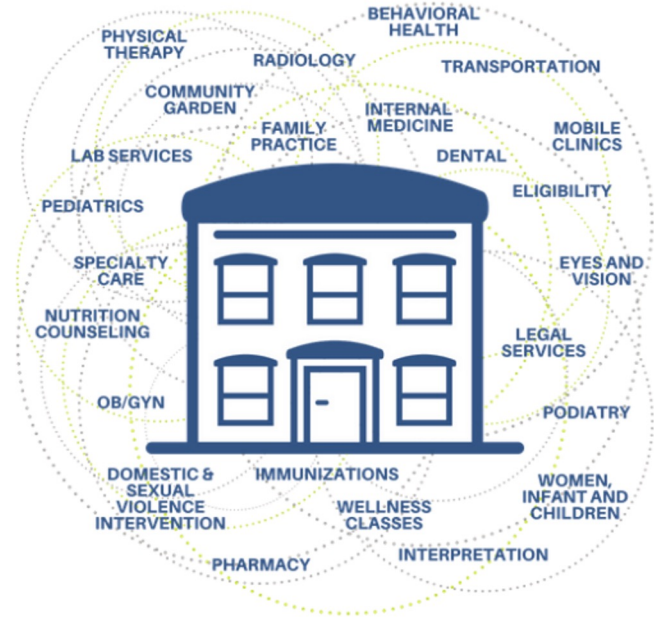 BEHAVIORAL
HEALTH
PHYSICAL
THERAPY
RADIOLOGY
TRANSPORTATION
COMMUNITY
GARDEN
INTERNAL
MEDICINE
FAMILY
PRACTICE
MOBILE
CLINICS
LAB SERVICES
DENTAL
ELIGIBILITY
PEDIATRICS
SPECIALTY
CARE
EYES AND
VISION
NUTRITION
COUNSELING
LEGAL
SERVICES
OB/GYN
PODIATRY
DOMESTIC &
SEXUAL
VIOLENCE
INTERVENTION
IMMUNIZATIONS
WELLNESS
CLASSES
WOMEN,
INFANT AND
CHILDREN
PHARMACY
INTERPRETATION